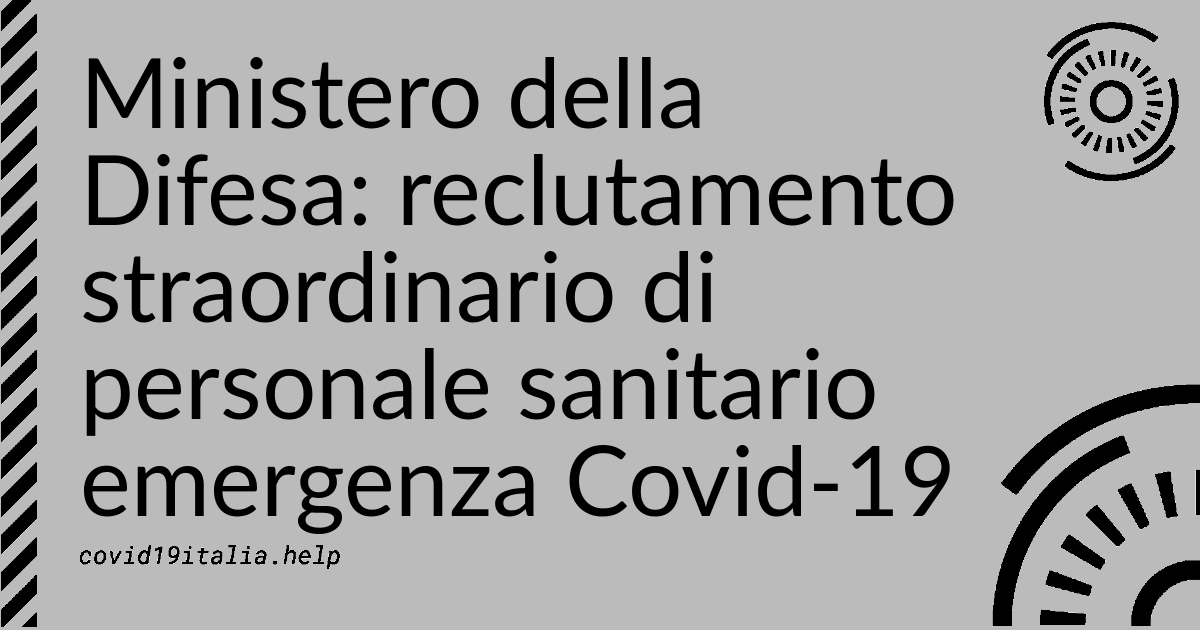 Ministero della
Difesa: reclutamento
straordinario di
personale sanitario
emergenza Covid-19
covid19italia.help